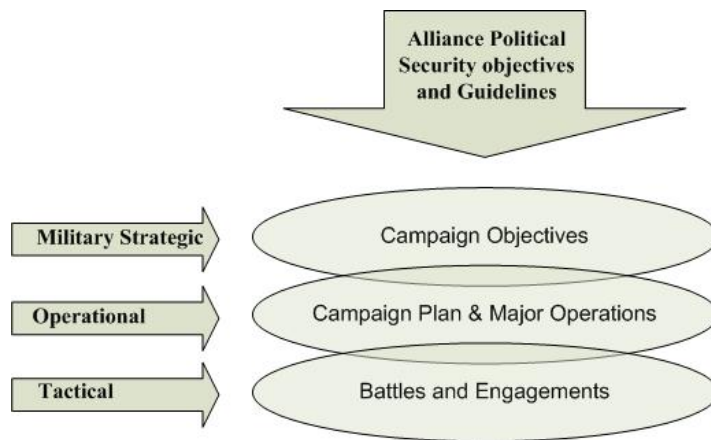 Alliance Political
Security objectives
and Guidelines
Military Strategic
Campaign Objectives
Operational
Campaign Plan & Major Operations
Tactical
Battles and Engagements